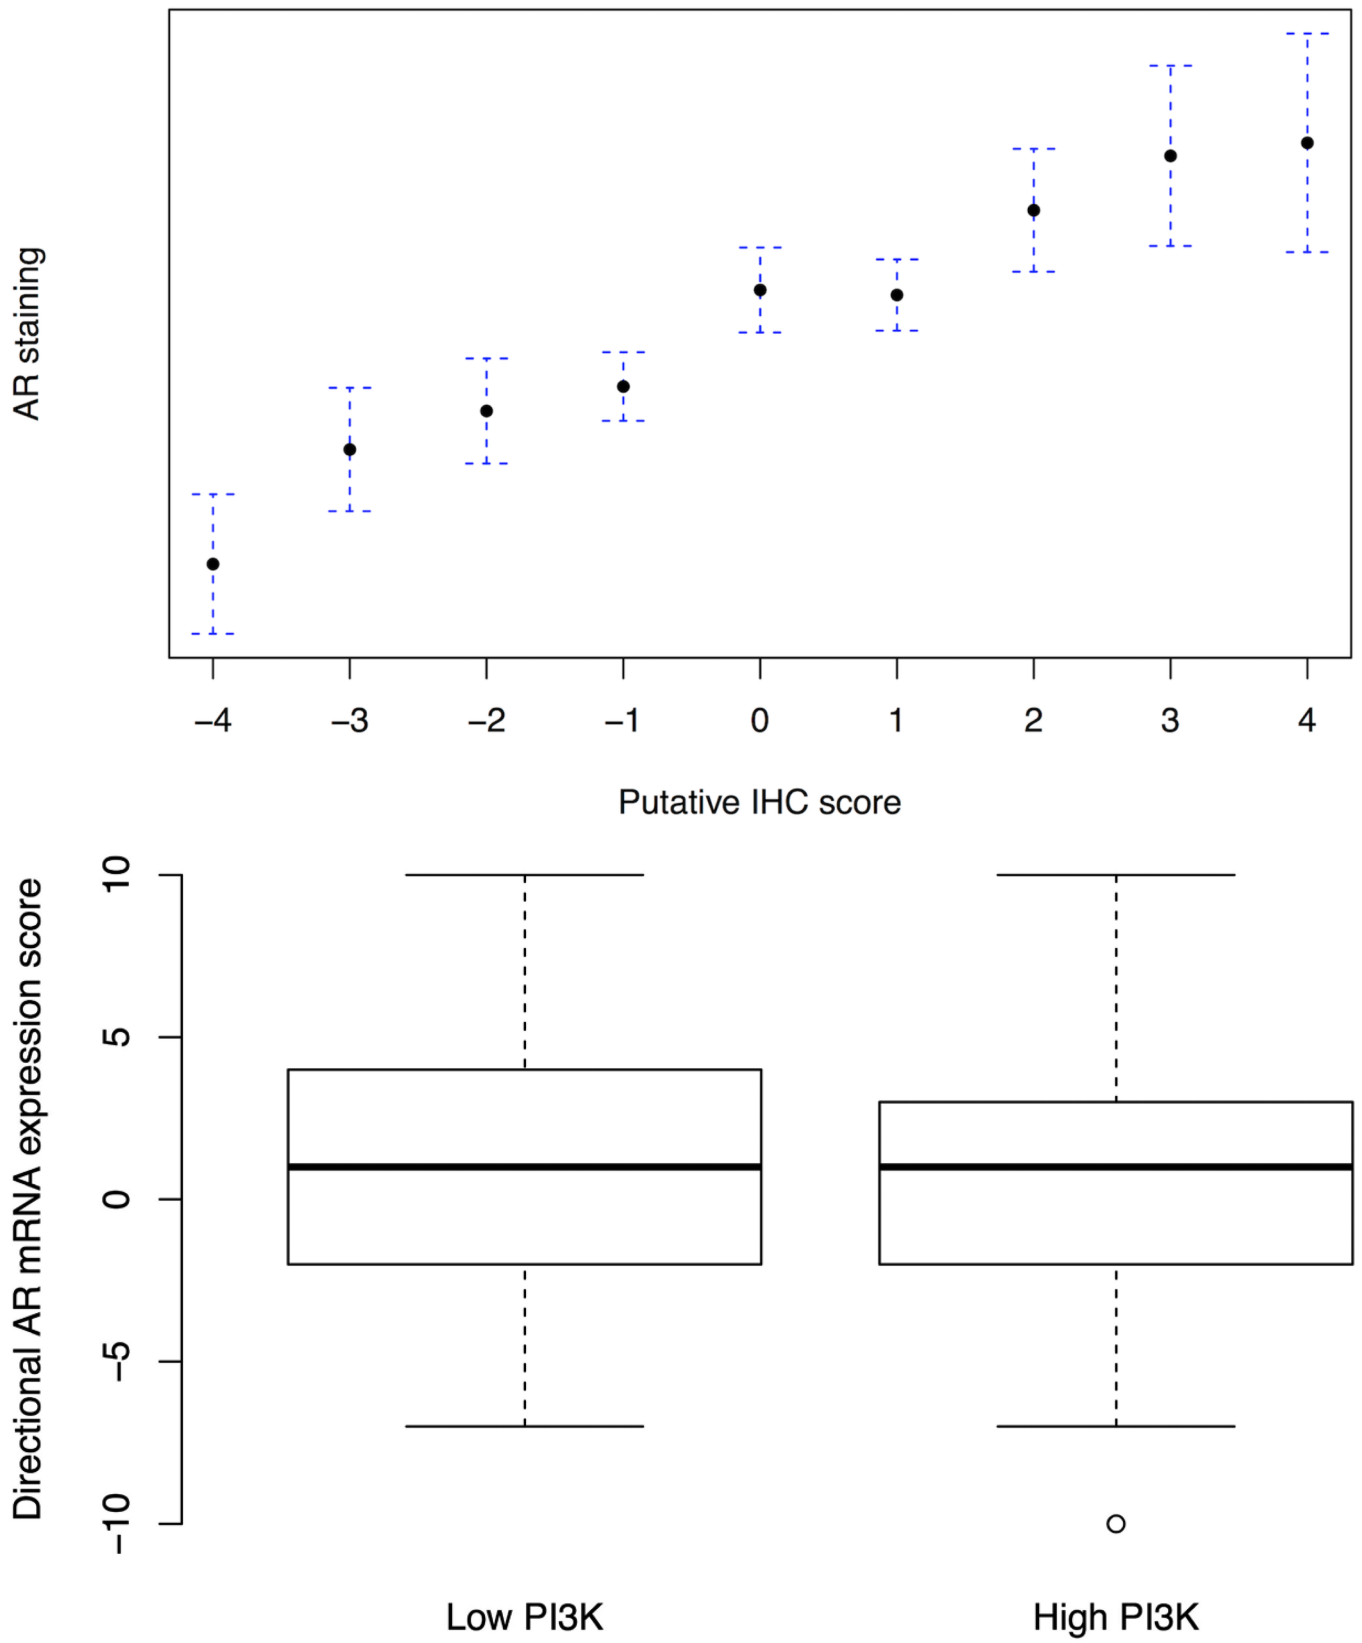 AR staining
−4 −3 −2 −1 0 1 2 3 4
Putative IHC score
Directional AR mRNA expression score
10
5
0
−5
−10
Low PI3K High PI3K